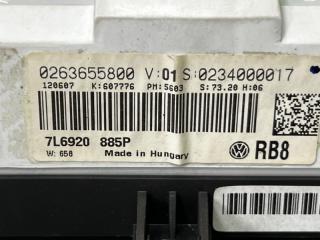 0263655800 V:01 S:0234000017
120607 K:607776 PM:5603 S:73.20 H:06
7L6920 885P
W: 658 Made in Hungary
RB8